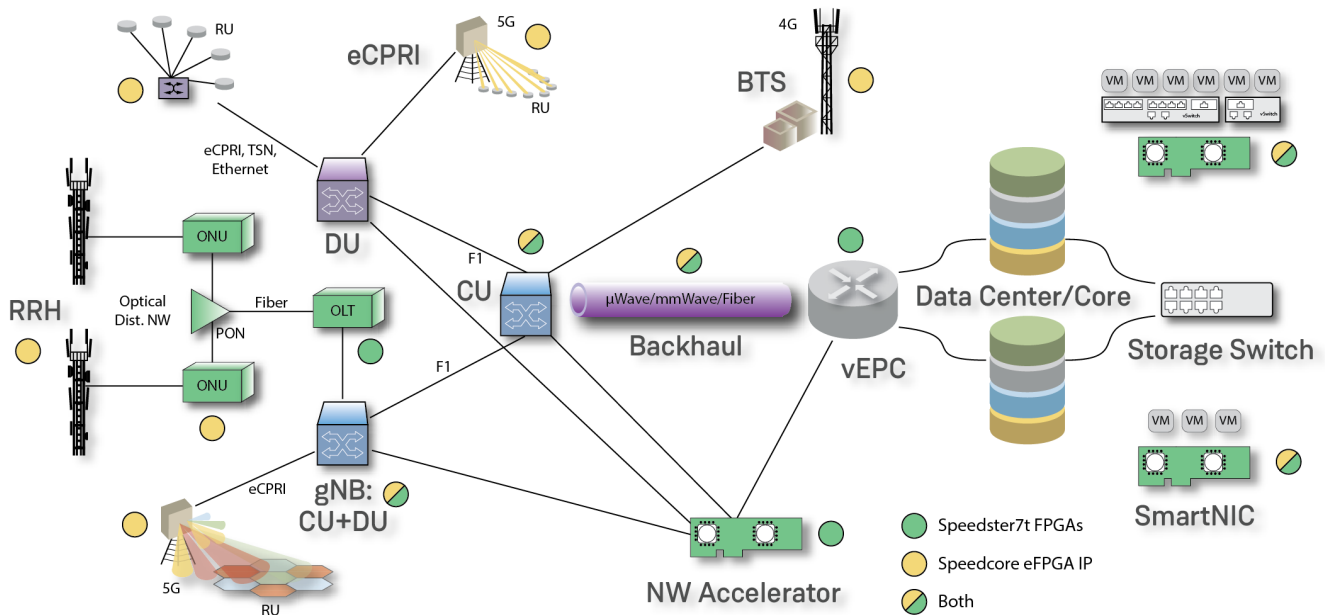 RU
5G
eCPRI
RU
4G
BTS
VM VM VM VM VM VM
vSwitch
vSwitch
eCPRI, TSN,
Ethernet
DU
ONU
F1
CU
µWave/mmWave/Fiber
Backhaul
vEPC
Data Center/Core
Storage Switch
RRH
Optical
Dist. NW
Fiber
OLT
PON
ONU
F1
VM VM VM
SmartNIC
eCPRI
gNB:
CU+DU
5G
RU
NW Accelerator
Speedster7t FPGAs
Speedcore eFPGA IP
Both